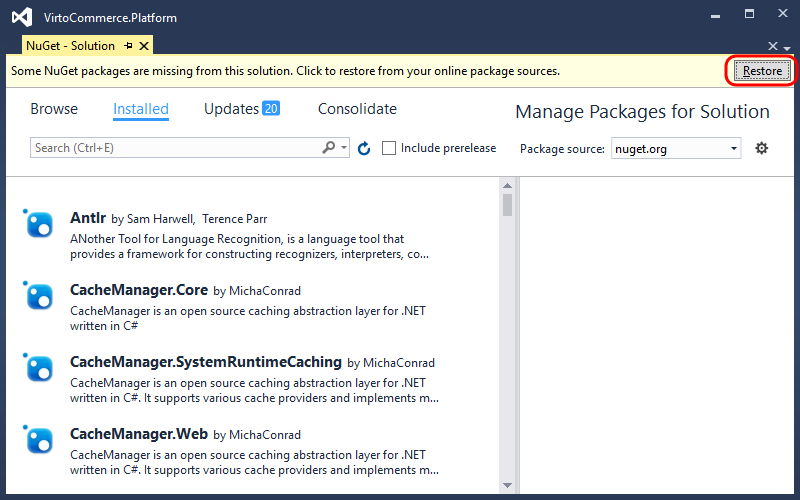 VirtoCommerce.Platform
NuGet - Solution
Some NuGet packages are missing from this solution. Click to restore from your online package sources.
Restore
Browse
Installed
Updates 20
Consolidate
Manage Packages for Solution
Search (Ctrl+E)
Include prerelease
Package source:
nuget.org
Antlr by Sam Harwell, Terence Parr
ANother Tool for Language Recognition, is a language tool that
provides a framework for constructing recognizers, interpreters, co...
CacheManager.Core by MichaConrad
CacheManager is an open source caching abstraction layer for .NET
written in C#
CacheManager.SystemRuntimeCaching by MichaConrad
CacheManager is an open source caching abstraction layer for .NET
written in C#. It supports various cache providers and implements m...
CacheManager.Web by MichaConrad
CacheManager is an open source caching abstraction layer for .NET
written in C#. It supports various cache providers and implements m...